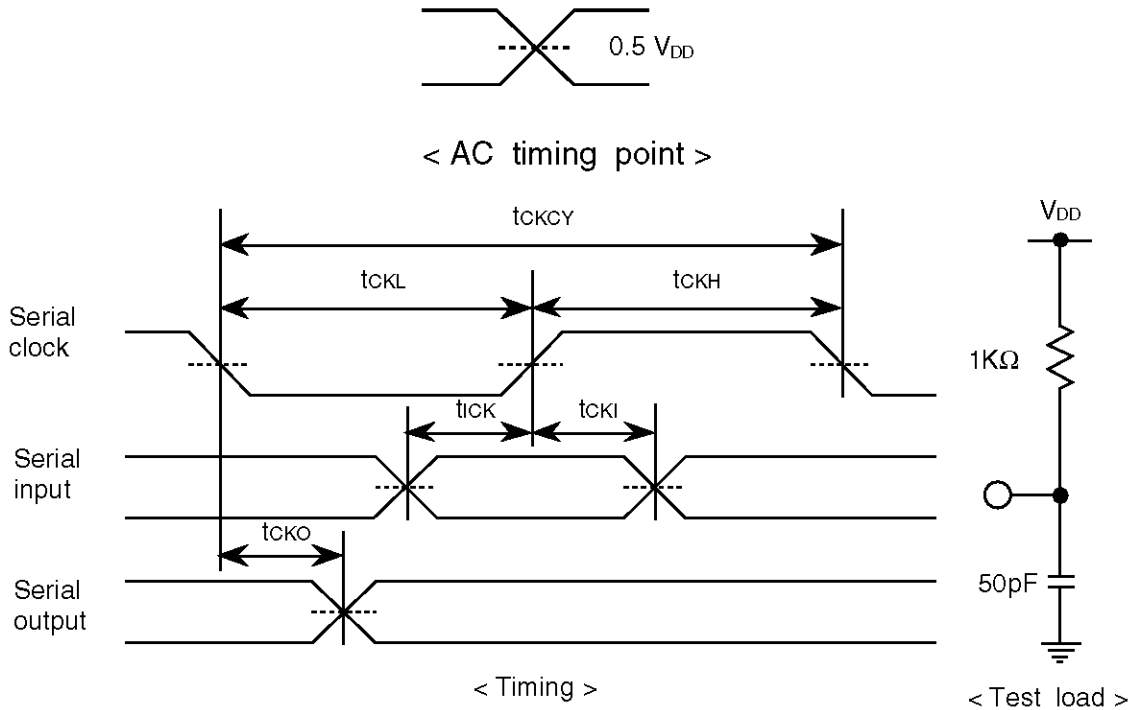 0.5 VDD
< AC timing point >
tCKCY
VDD
tCKL
tCKH
Serial
clock
1KΩ
tICK
tCKI
Serial
input
tCKO
Serial
output
50pF
< Timing >
< Test load >